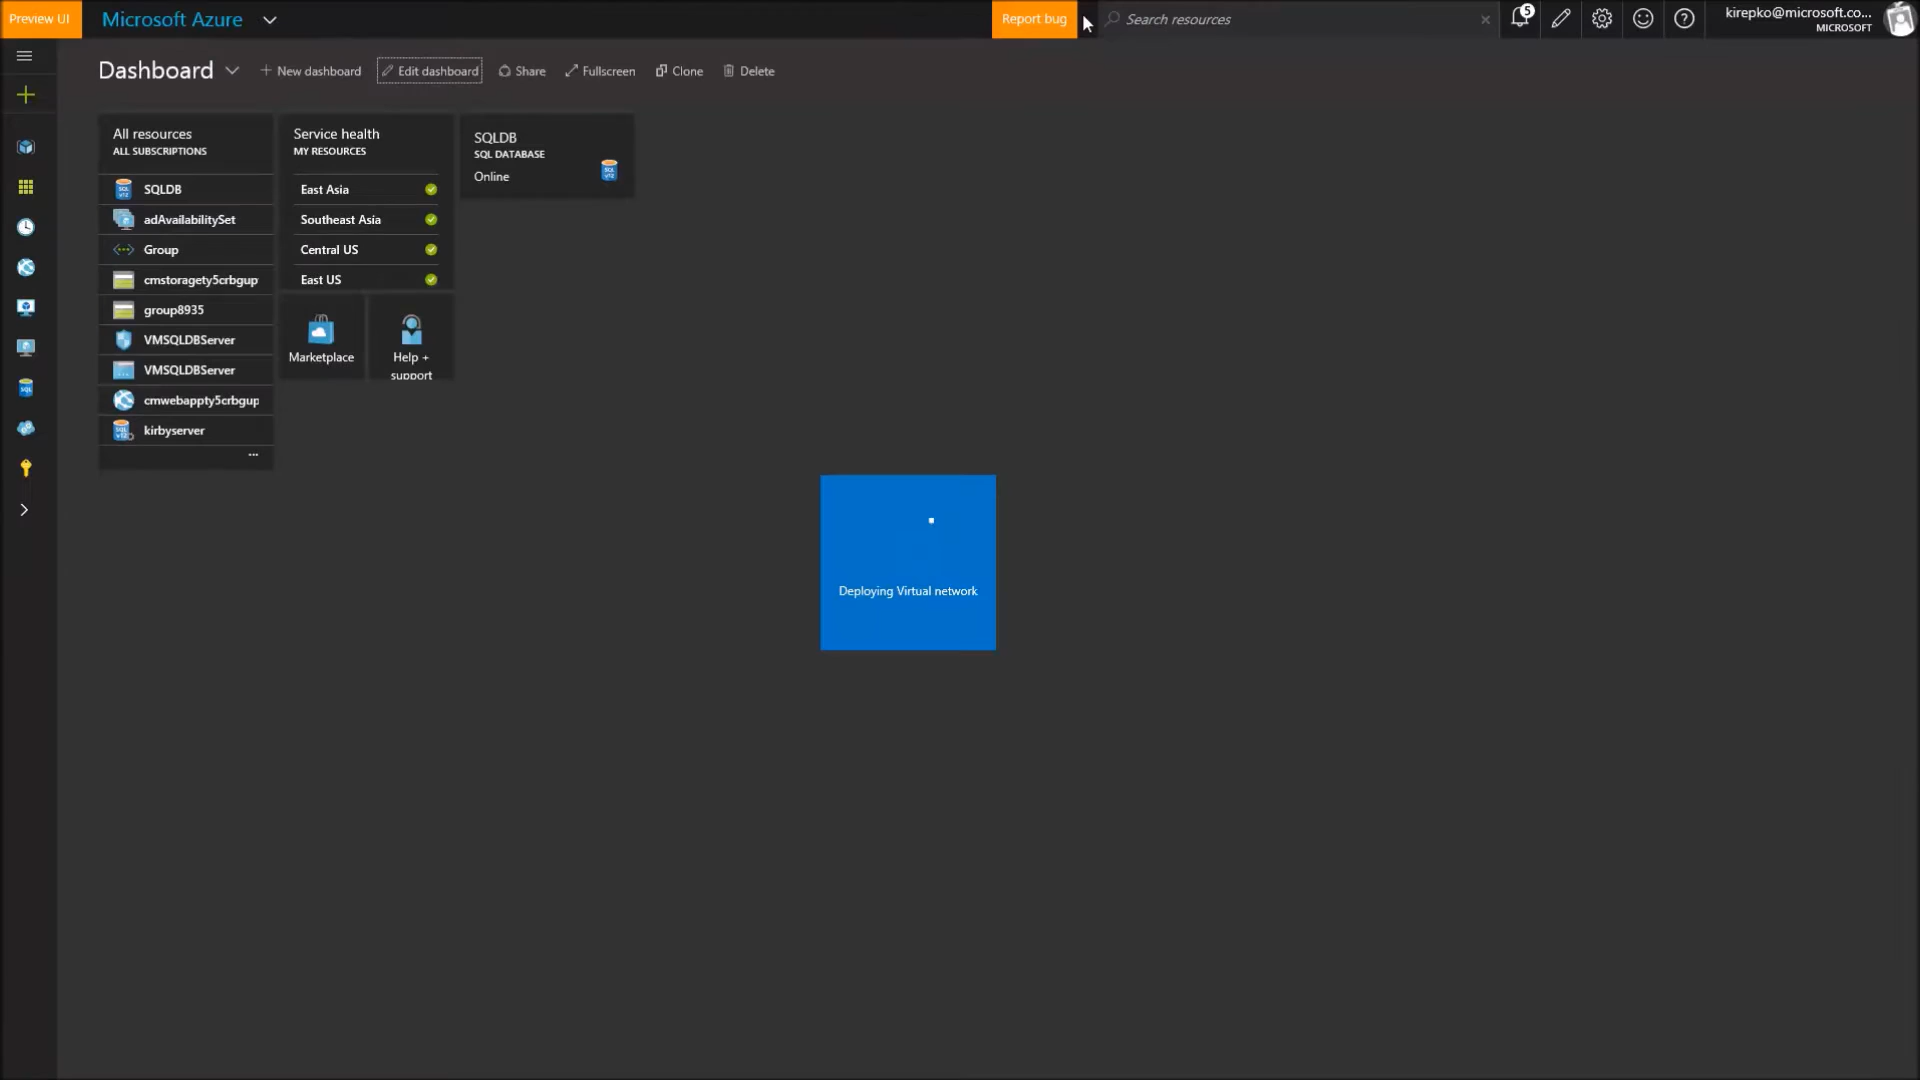 Preview UI
Microsoft Azure
Report bug
Search resources
5
kirepko@microsoft.co...
MICROSOFT
Dashboard
New dashboard
Edit dashboard
Share
Fullscreen
Clone
Delete
All resources
ALL SUBSCRIPTIONS
SQLDB
adAvailabilitySet
Group
cmstoragety5crbgup
group8935
VMSQLDBServer
VMSQLDBServer
cmwebappty5crbgup
kirbyserver
...
Service health
MY RESOURCES
East Asia
Southeast Asia
Central US
East US
Marketplace
Help +
support
SQLDB
SQL DATABASE
Online
Deploying Virtual network